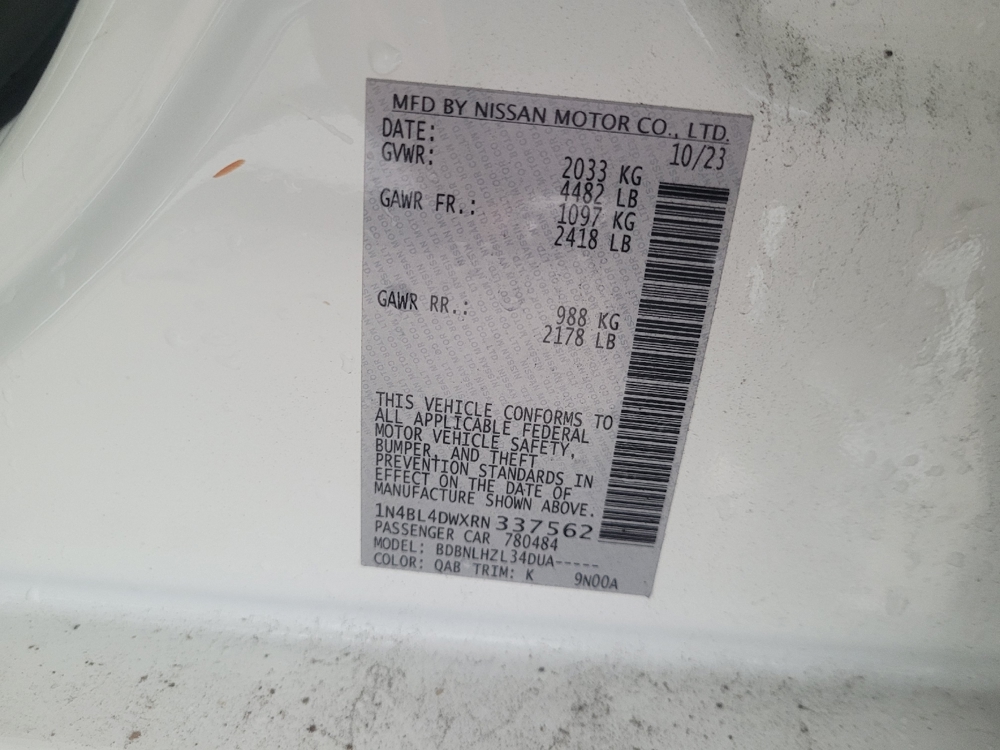 MFD BY NISSAN MOTOR CO., LTD.
DATE: 10/23
GVWR: 2033 KG
4482 LB
GAWR FR.: 1097 KG
2418 LB
GAWR RR.: 988 KG
2178 LB
THIS VEHICLE CONFORMS TO
ALL APPLICABLE FEDERAL
MOTOR VEHICLE SAFETY,
BUMPER, AND THEFT
PREVENTION STANDARDS IN
EFFECT ON THE DATE OF
MANUFACTURE SHOWN ABOVE.
1N4BL4DWXRN337562
PASSENGER CAR 780484
MODEL: BDBNLHZL34DUA-----
COLOR: QAB TRIM: K 9N00A